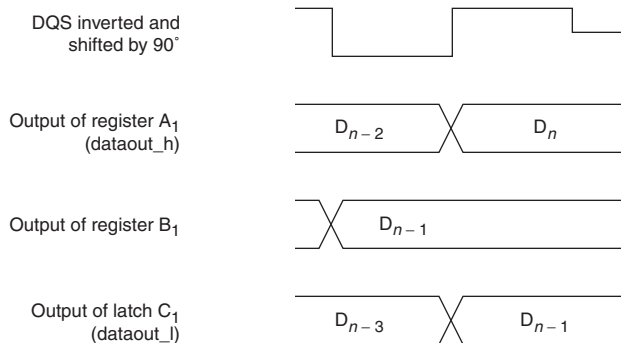 DQS inverted and
shifted by 90˚
Output of register A1
(dataout_h)
Dn – 2
Dn
Output of register B1
Dn – 1
Output of latch C1
(dataout_l)
Dn – 3
Dn – 1